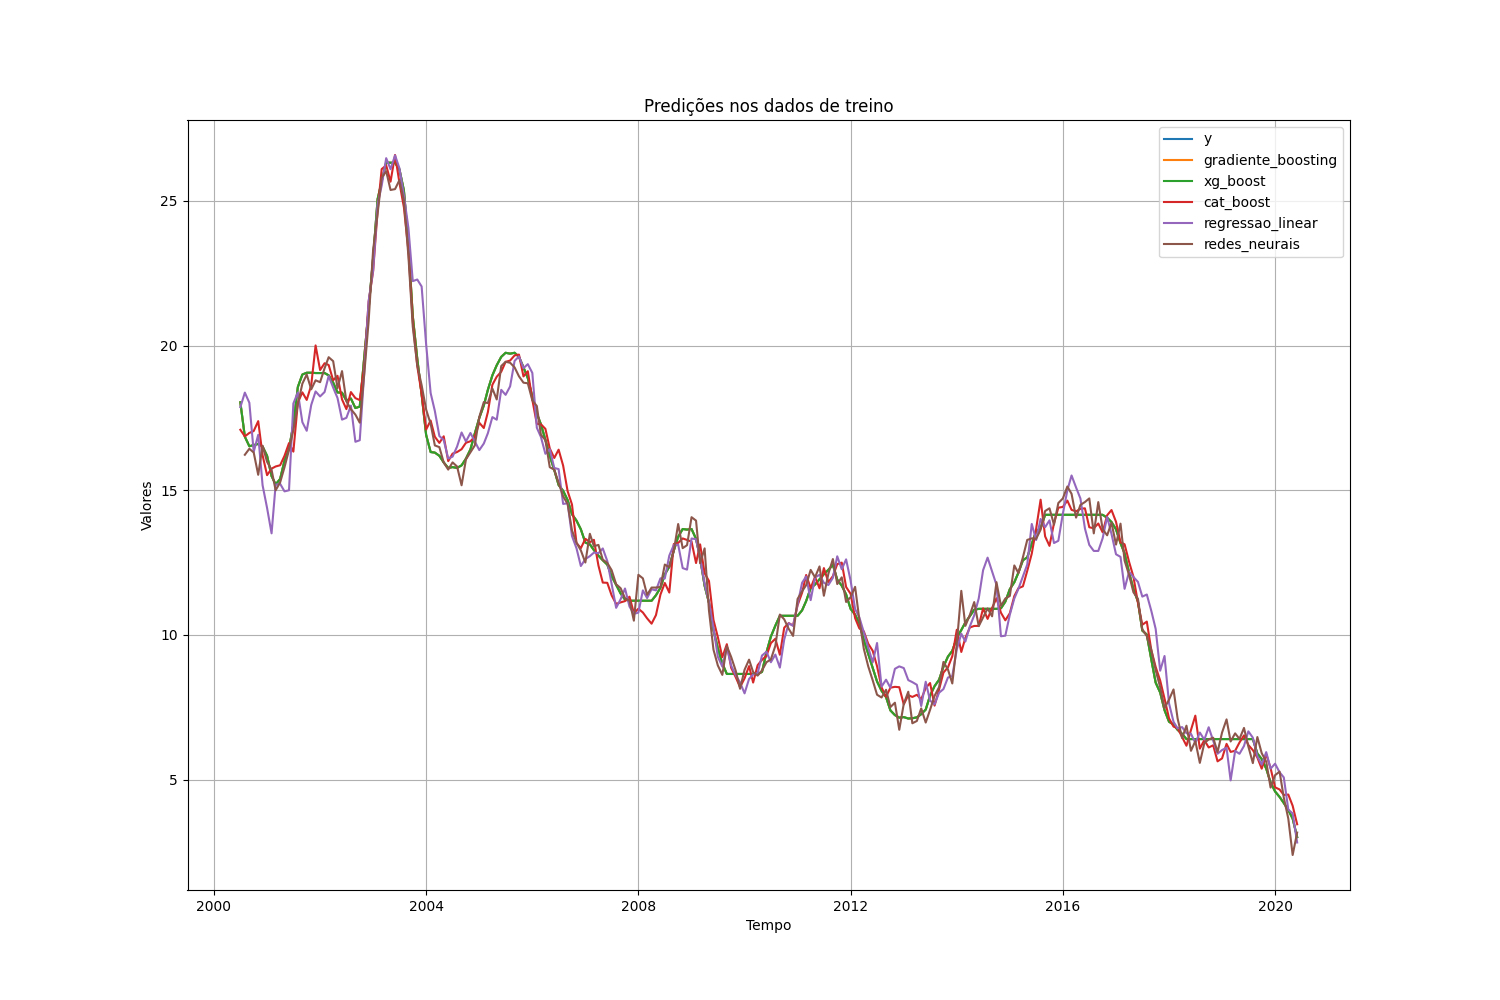 Predições nos dados de treino
y
gradiente_boosting
xg_boost
cat_boost
regressao_linear
redes_neurais
Valores
25
20
15
10
5
2000 2004 2008 2012 2016 2020
Tempo